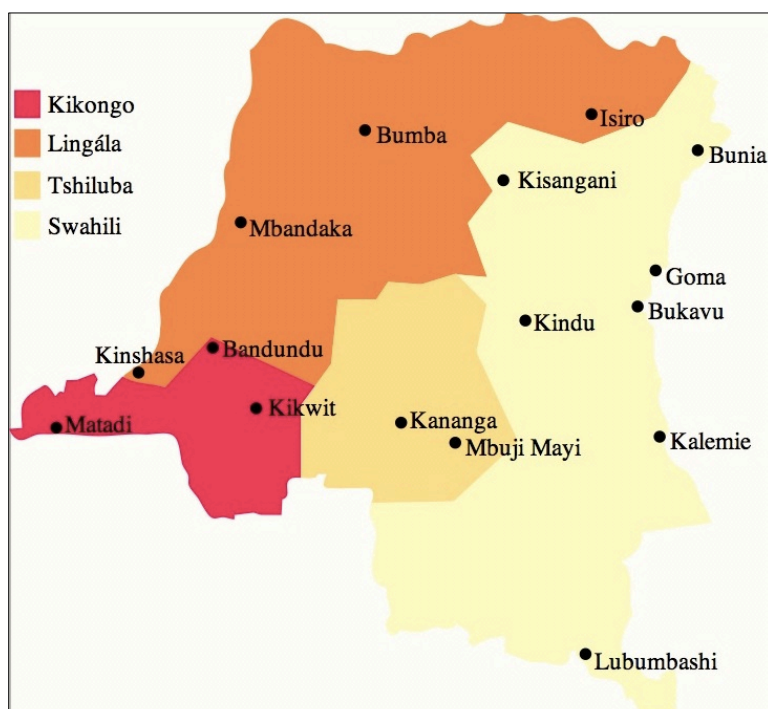 Kikongo
Lingála
Tshiluba
Swahili
Isiro
Bumba
Bunia
Kisangani
Mbandaka
Goma
Bukavu
Kindu
Bandundu
Kinshasa
Kikwit
Kananga
Matadi
Mbuji Mayi
Kalemie
Lubumbashi